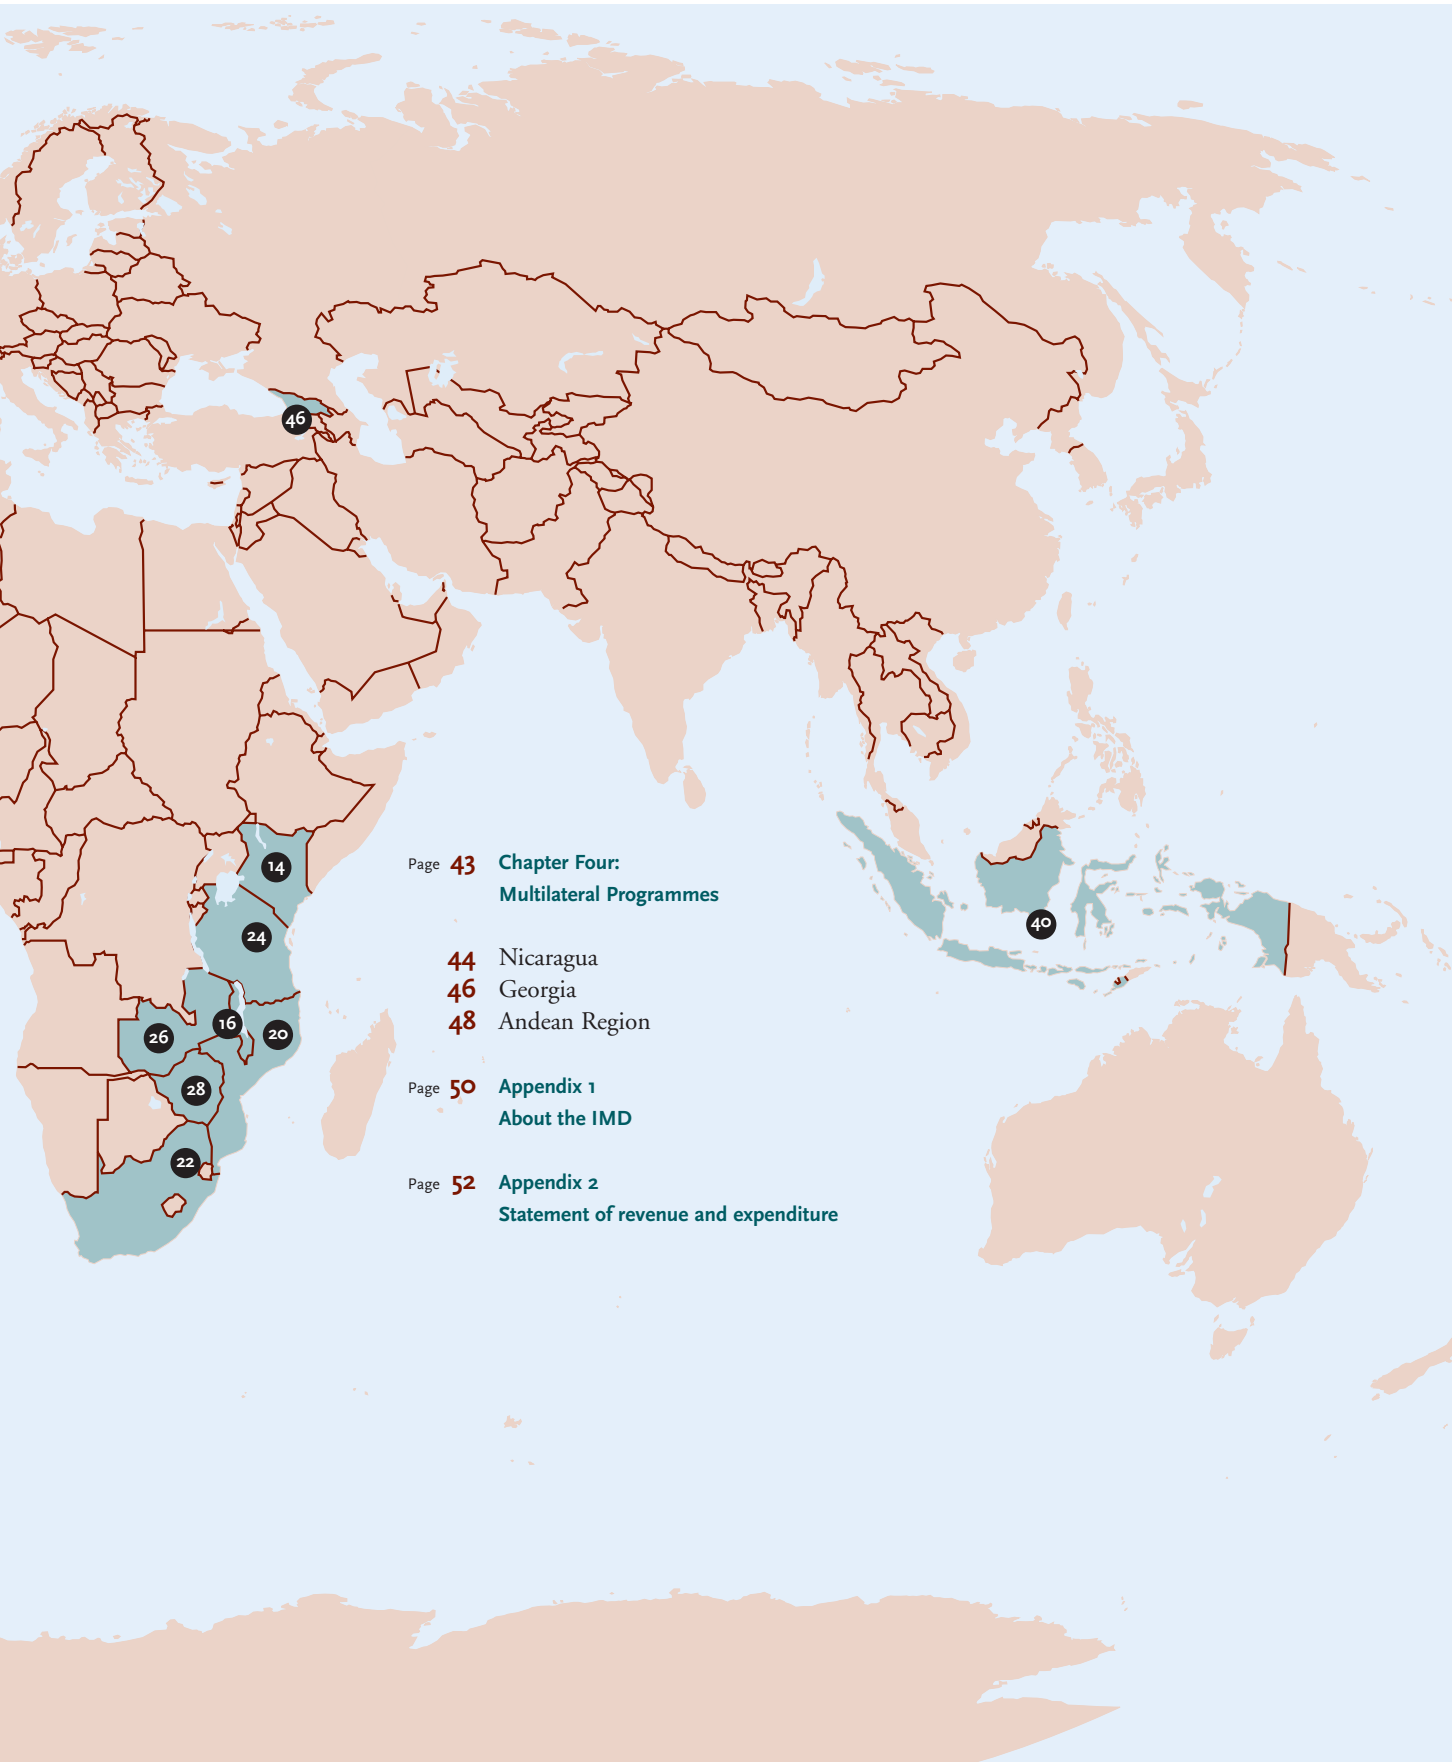 46
14
24
16
20
26
28
22
40
Page 43 Chapter Four:
Multilateral Programmes
44 Nicaragua
46 Georgia
48 Andean Region
Page 50 Appendix 1
About the IMD
Page 52 Appendix 2
Statement of revenue and expenditure